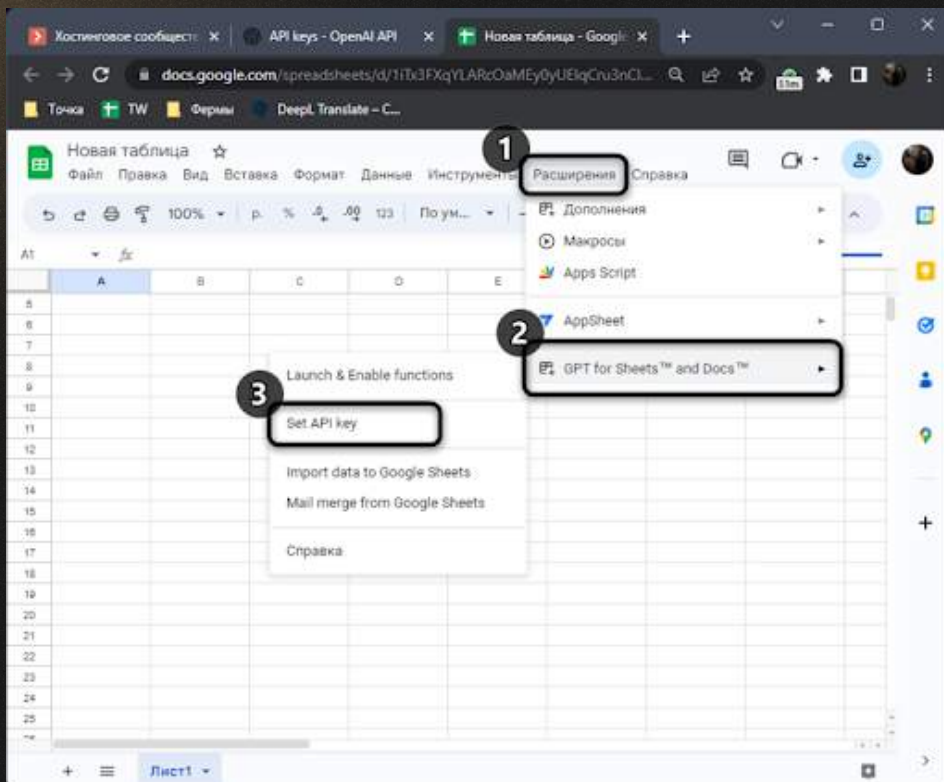 Хостинговое сообщест
API keys - OpenAI API
Новая таблица - Googl
docs.google.com/spreadsheets/d/1iTx3FXqYLARcOaMEy0yUElqCru3nCl...
Точка
TW
Фермы
DeepL Translate – C...
Новая таблица
1
Файл Правка Вид Вставка Формат Данные Инструменты Расширения Справка
100% р. % .0 .00 123 По ум...
Дополнения
A1 fx
Макросы
Apps Script
A B C D E
2
AppSheet
GPT for Sheets™ and Docs™
Launch & Enable functions
3
Set API key
Import data to Google Sheets
Mail merge from Google Sheets
Справка
5
6
7
8
9
10
11
12
13
14
15
16
17
18
19
20
21
22
23
24
25
Лист1